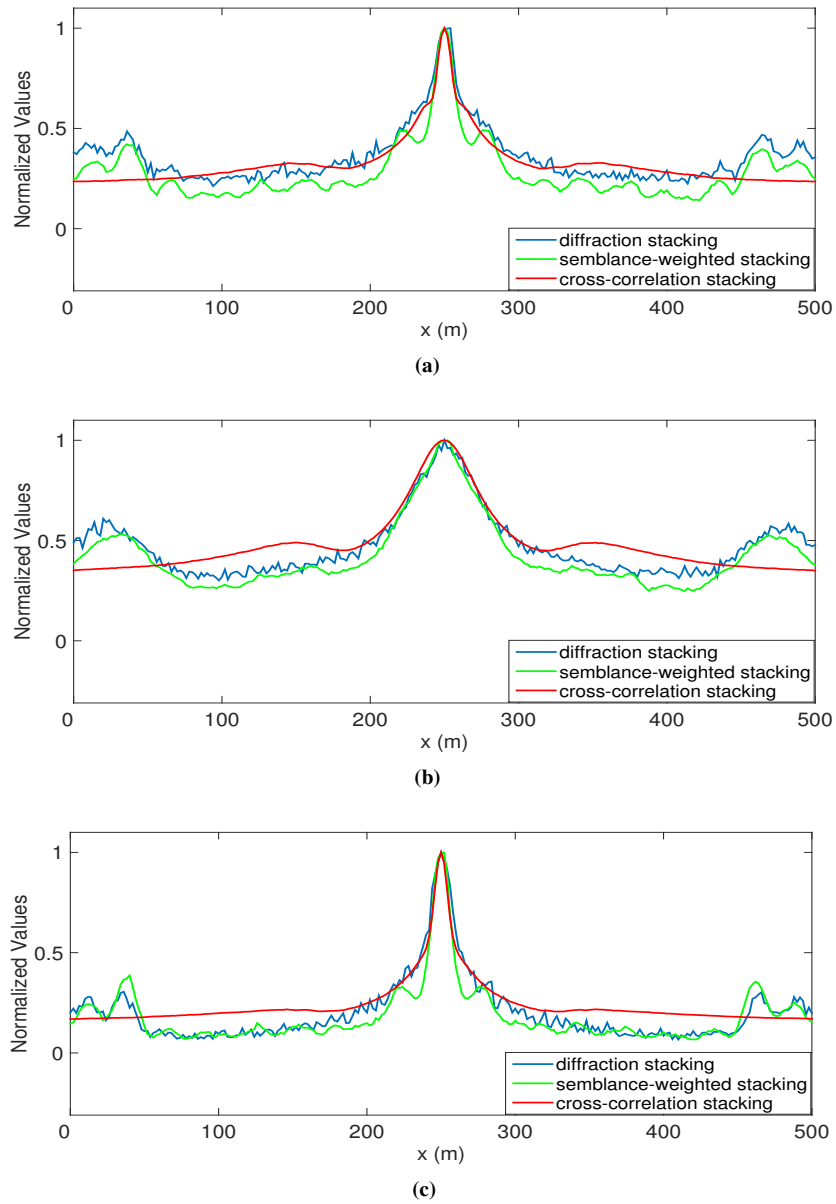 1
0.5
0
Normalized Values
diffraction stacking
semblance-weighted stacking
cross-correlation stacking
0 100 200 300 400 500
x (m)
(a)
1
0.5
0
Normalized Values
diffraction stacking
semblance-weighted stacking
cross-correlation stacking
0 100 200 300 400 500
x (m)
(b)
1
0.5
0
Normalized Values
diffraction stacking
semblance-weighted stacking
cross-correlation stacking
0 100 200 300 400 500
x (m)
(c)